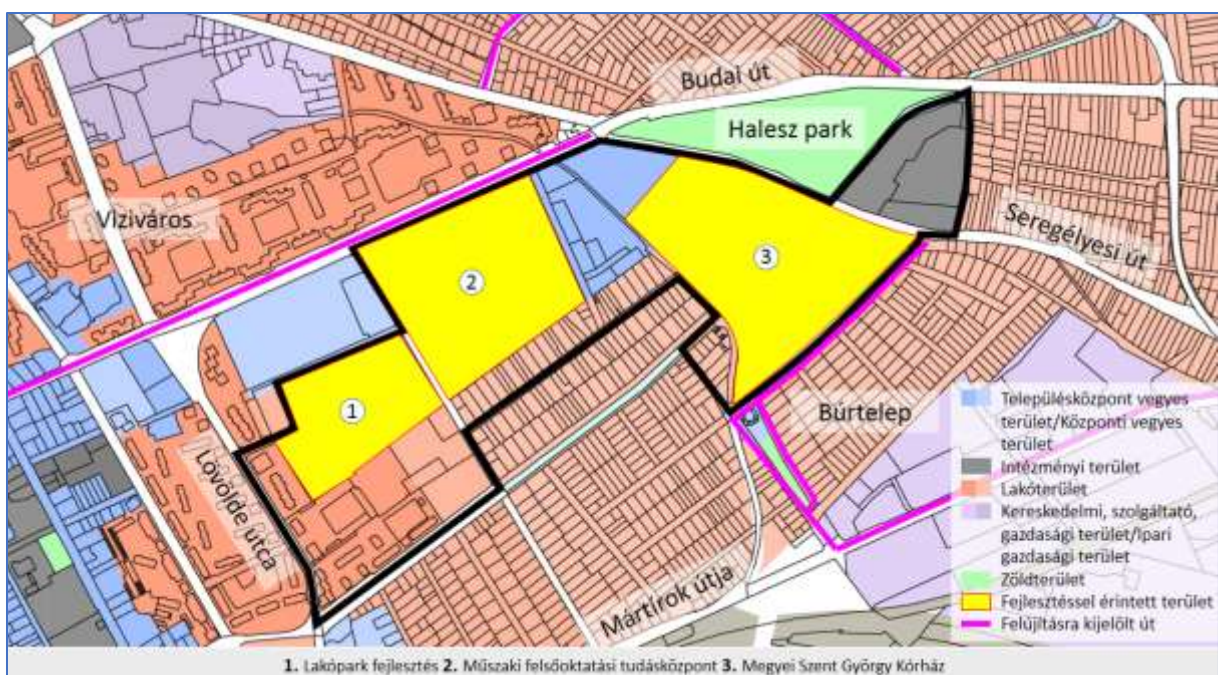 Budai út
Halesz park
Víziváros
Seregélyesi út
3
2
1
Búrtelep
Lövölde utca
Mártírok útja
Településközpont vegyes
terület/Központi vegyes
terület
Intézményi terület
Lakóterület
Kereskedelmi, szolgáltató,
gazdasági terület/Ipari
gazdasági terület
Zöldterület
Fejlesztéssel érintett terület
Felújításra kijelölt út
1. Lakópark fejlesztés 2. Műszaki felsőoktatási tudásközpont 3. Megyei Szent György Kórház